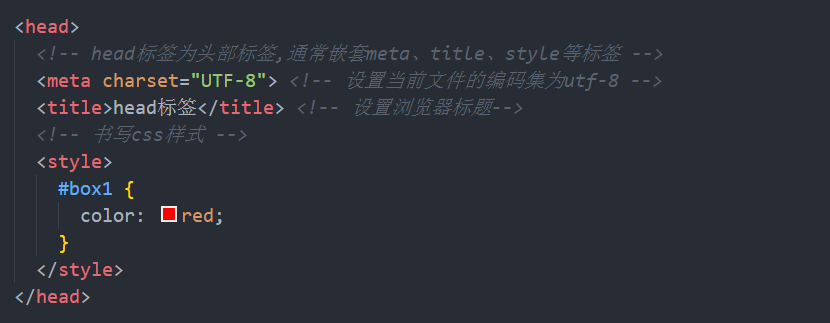 <head>
<!-- head标签为头部标签,通常嵌套meta、title、style等标签 -->
<meta charset="UTF-8"> <!-- 设置当前文件的编码集为utf-8 -->
<title>head标签</title> <!-- 设置浏览器标题-->
<!-- 书写css样式 -->
<style>
#box1 {
color: red;
}
</style>
</head>